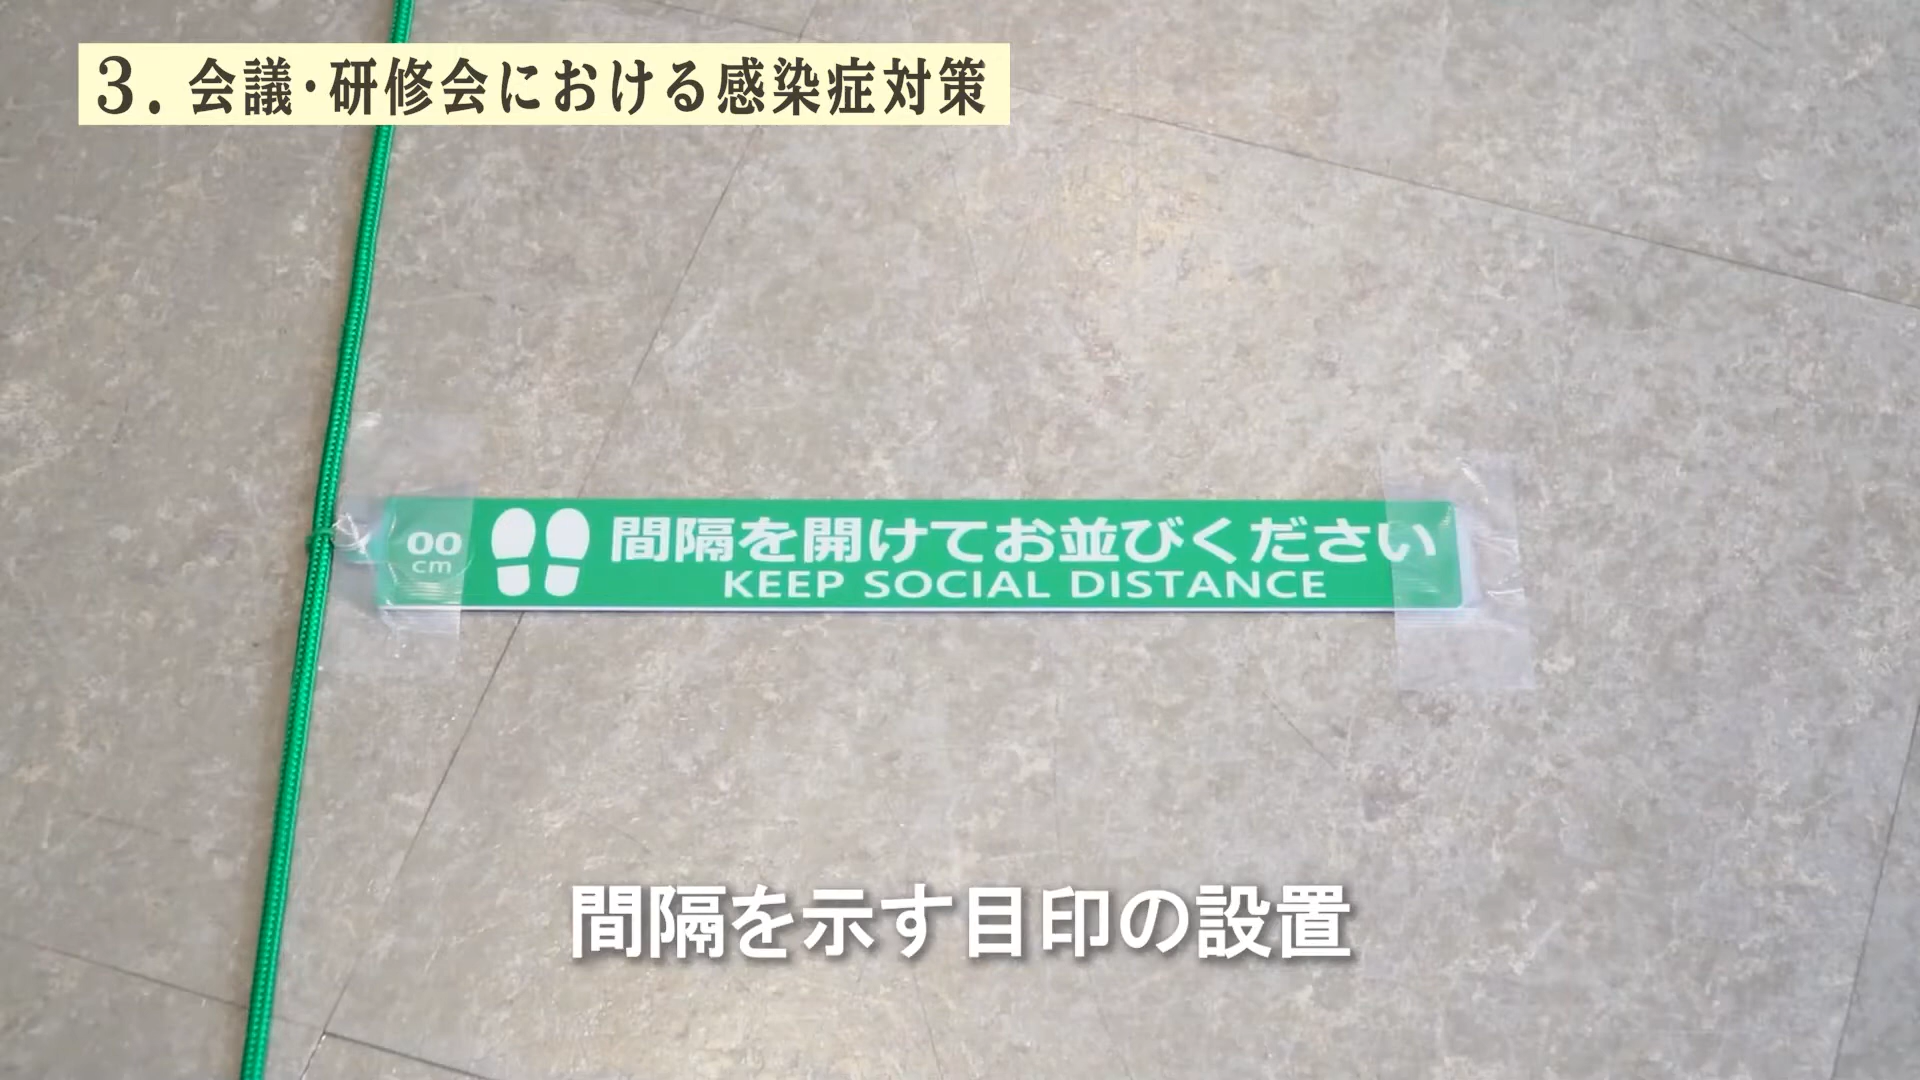 3. 会議・研修会における感染症対策
00
cm
間隔を開けてお並びください
KEEP SOCIAL DISTANCE
間隔を示す目印の設置